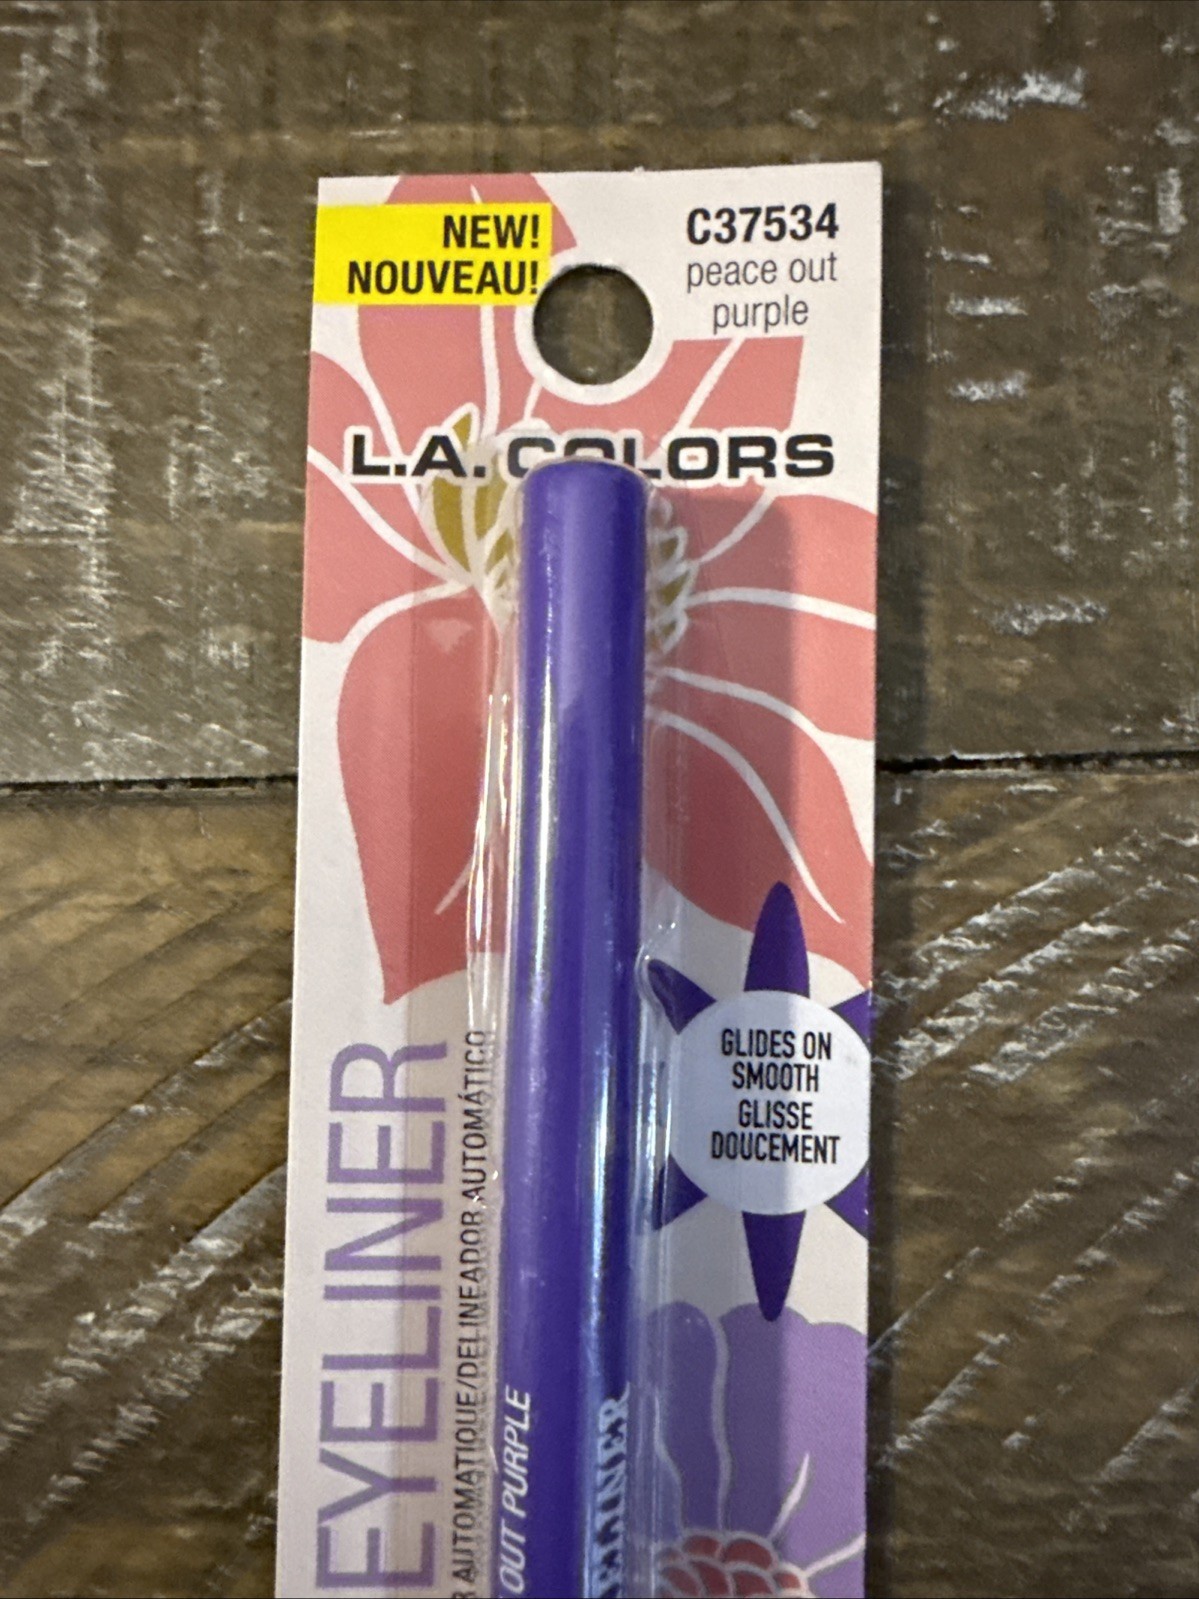 NEW!
NOUVEAU!
C37534
peace out
purple
L.A. COLORS
GLIDES ON
SMOOTH
GLISSE
DOUCEMENT
EYELINER
AUTOMATIQUE/DELINEADOR AUTOMÁTICO
OUT PURPLE